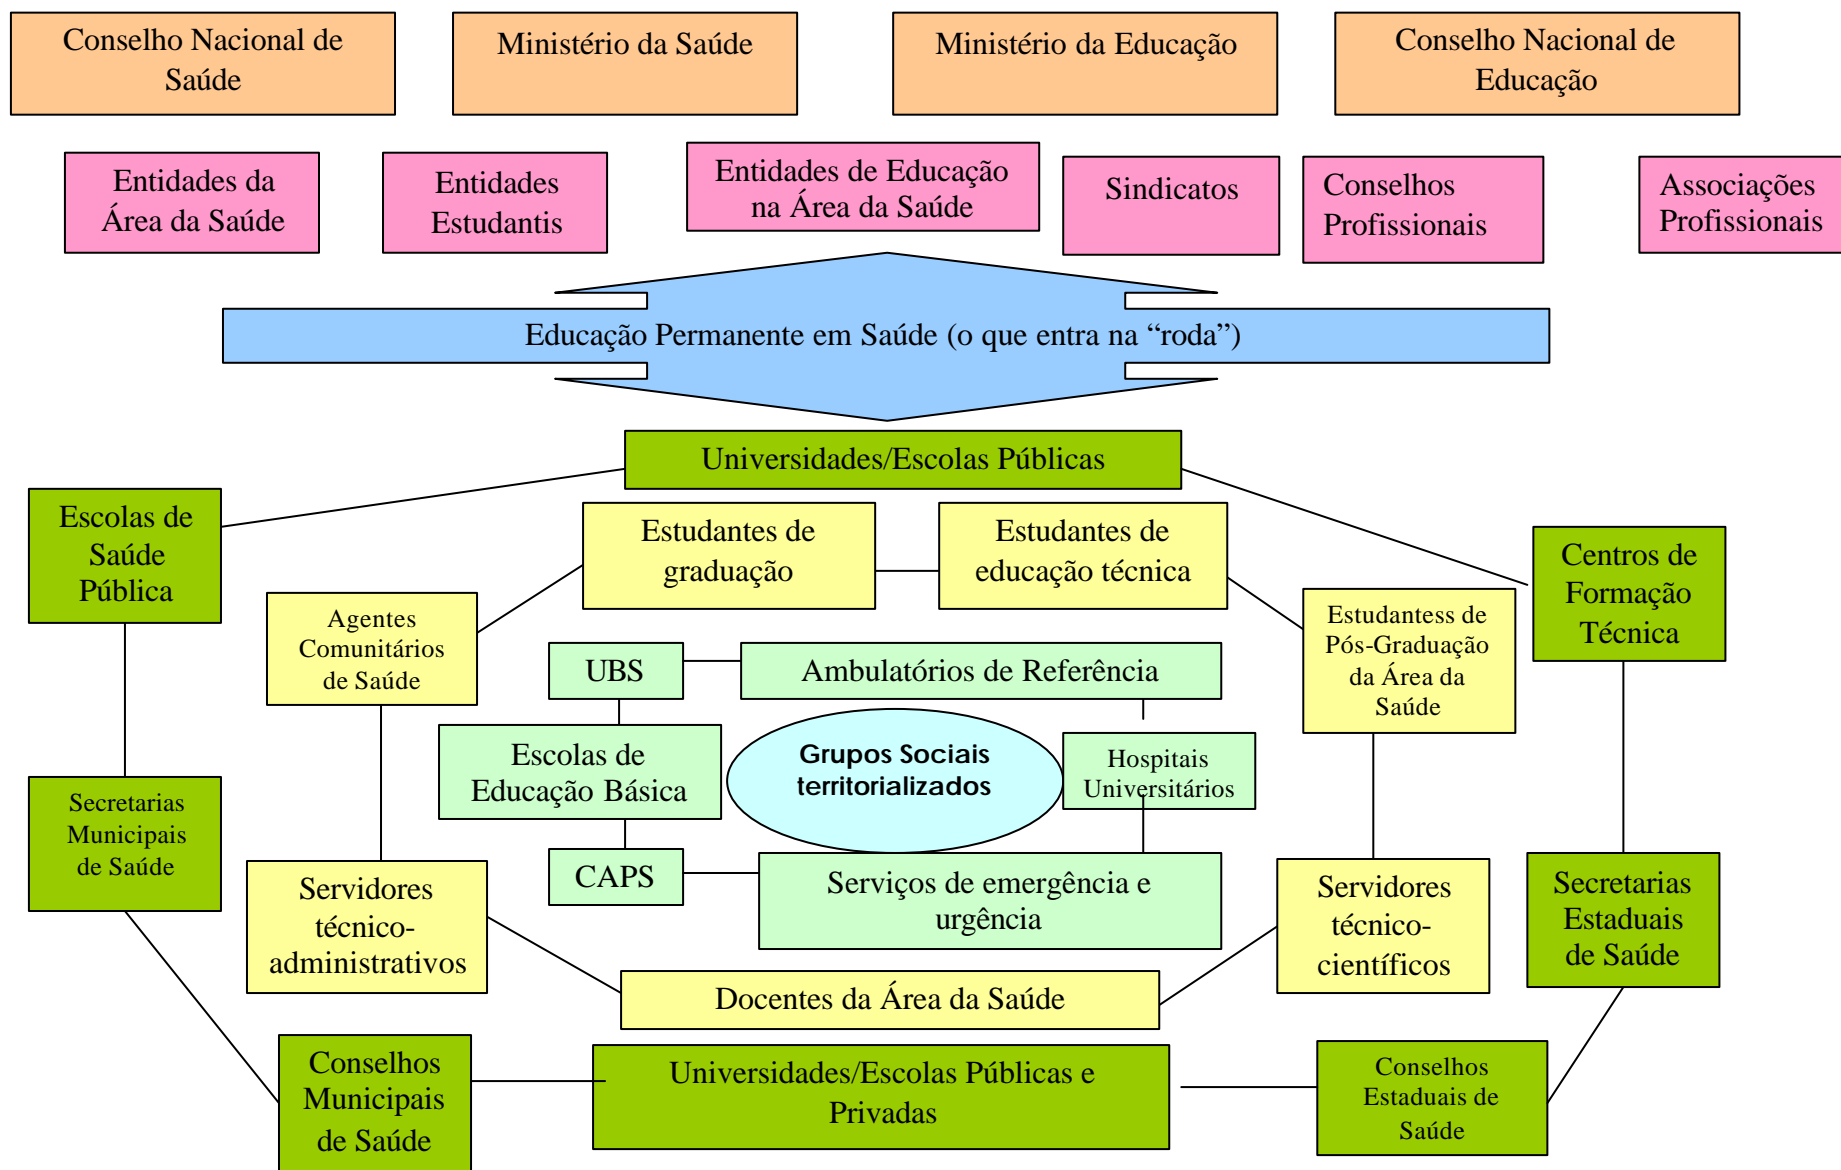 Conselho Nacional de
Saúde
Ministério da Saúde
Ministério da Educação
Conselho Nacional de
Educação
Entidades da
Área da Saúde
Entidades
Estudantis
Entidades de Educação
na Área da Saúde
Sindicatos
Conselhos
Profissionais
Associações
Profissionais
Educação Permanente em Saúde (o que entra na “roda”)
Universidades/Escolas Públicas
Escolas de
Saúde
Pública
Estudantes de
graduação
Estudantes de
educação técnica
Centros de
Formação
Técnica
Agentes
Comunitários
de Saúde
Estudantess de
Pós-Graduação
da Área da
Saúde
UBS
Ambulatórios de Referência
Escolas de
Educação Básica
Grupos Sociais
territorializados
Hospitais
Universitários
Secretarias
Municipais
de Saúde
CAPS
Serviços de emergência e
urgência
Servidores
técnico-
administrativos
Servidores
técnico-
científicos
Secretarias
Estaduais
de Saúde
Docentes da Área da Saúde
Conselhos
Municipais
de Saúde
Universidades/Escolas Públicas e
Privadas
Conselhos
Estaduais de
Saúde